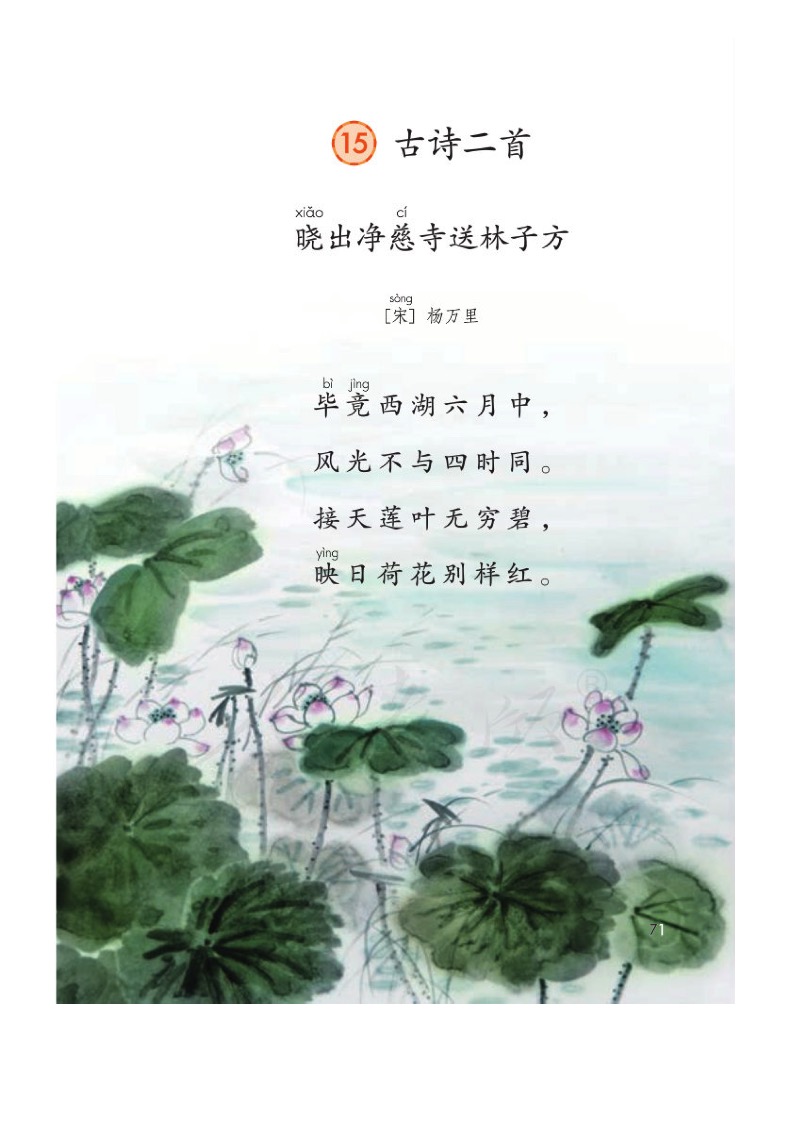 15 古诗二首
xiǎo cí
晓出净慈寺送林子方
sòng
［宋］ 杨万里
bì jìng
毕竟西湖六月中，
风光不与四时同。
接天莲叶无穷碧，
yìng
映日荷花别样红。
71